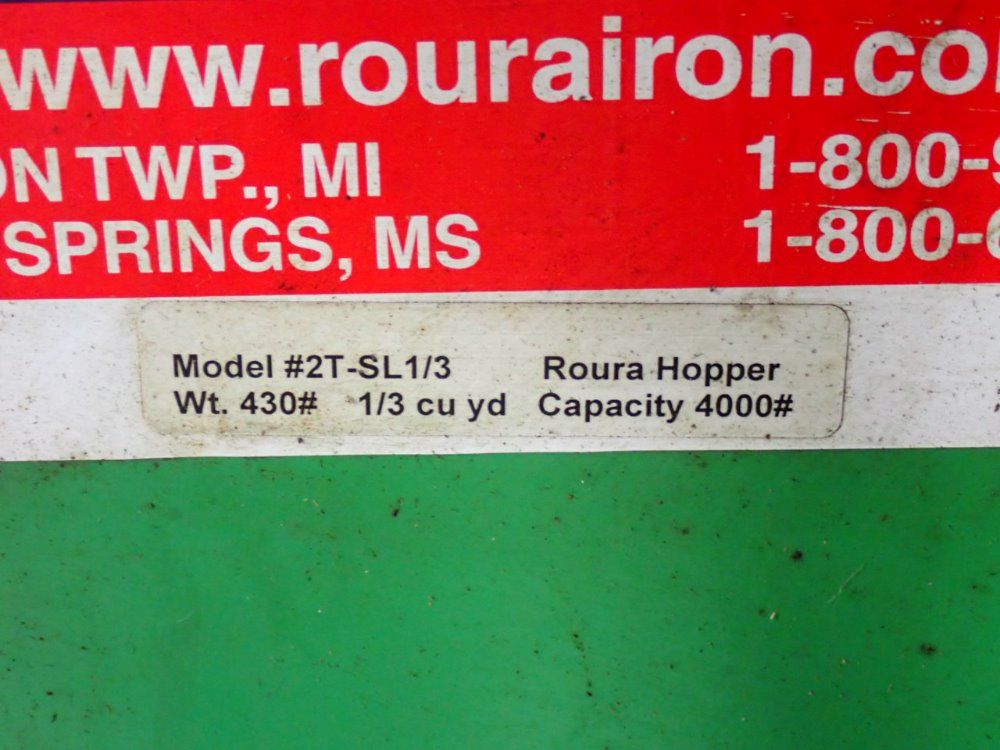 www.rourairon.co
ON TWP., MI 1-800-9
SPRINGS, MS 1-800-6
Model #2T-SL1/3 Roura Hopper
Wt. 430# 1/3 cu yd Capacity 4000#